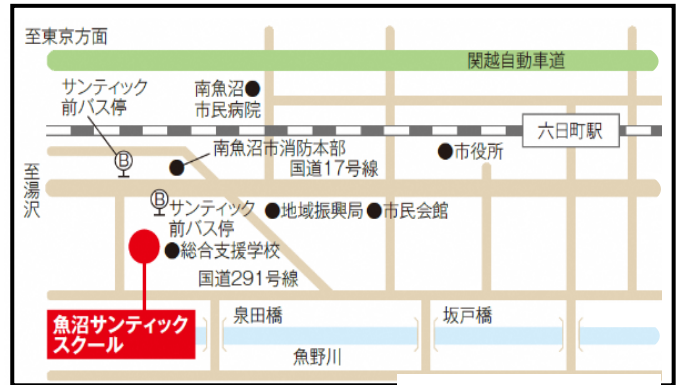 至東京方面
関越自動車道
サンティック
前バス停
南魚沼
市民病院
六日町駅
南魚沼市消防本部
市役所
国道17号線
至湯沢
B
B
サンティック
前バス停
地域振興局
市民会館
総合支援学校
国道291号線
魚沼サンティック
スクール
泉田橋
坂戸橋
魚野川